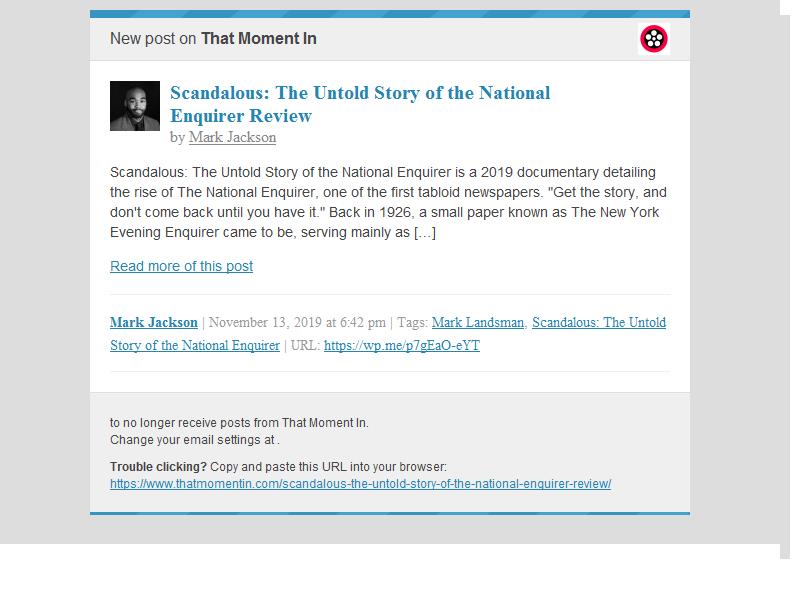 New post on That Moment In
Scandalous: The Untold Story of the National
Enquirer Review
by Mark Jackson
Scandalous: The Untold Story of the National Enquirer is a 2019 documentary detailing
the rise of The National Enquirer, one of the first tabloid newspapers. "Get the story, and
don't come back until you have it." Back in 1926, a small paper known as The New York
Evening Enquirer came to be, serving mainly as […]
Read more of this post
Mark Jackson | November 13, 2019 at 6:42 pm | Tags: Mark Landsman, Scandalous: The Untold
Story of the National Enquirer | URL: https://wp.me/p7gEaO-eYT
to no longer receive posts from That Moment In.
Change your email settings at .
Trouble clicking? Copy and paste this URL into your browser:
https://www.thatmomentin.com/scandalous-the-untold-story-of-the-national-enquirer-review/